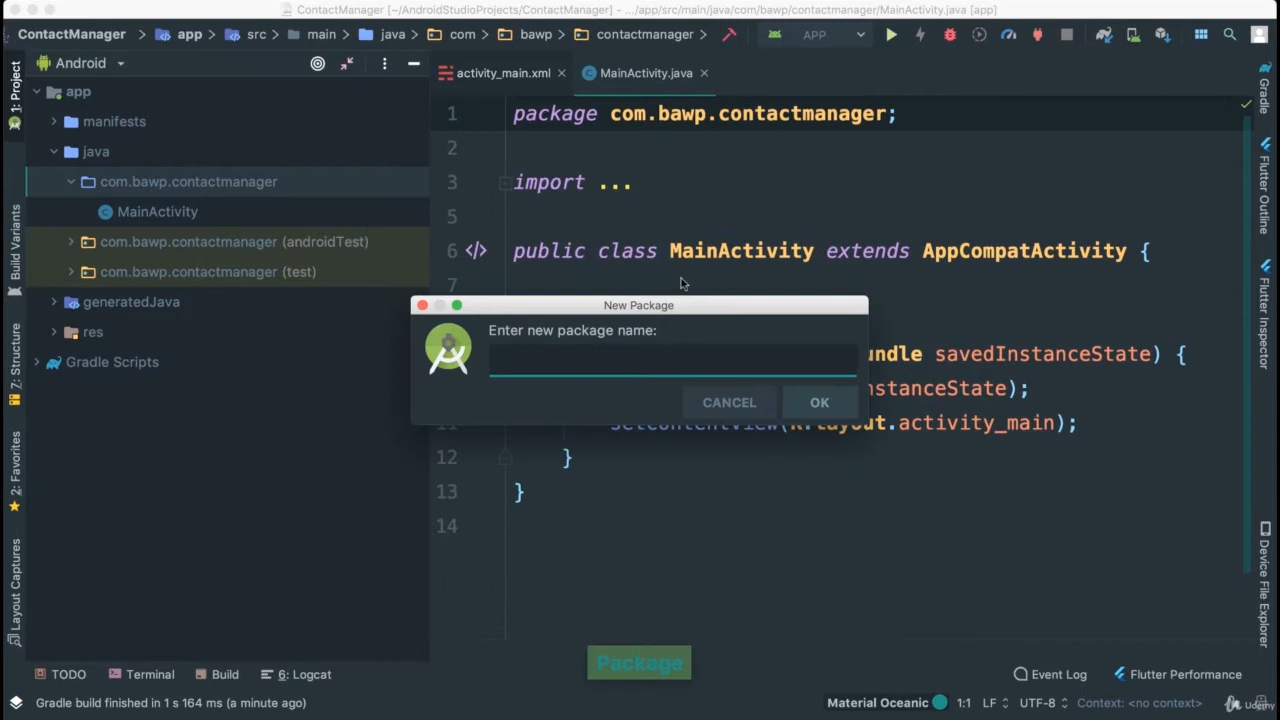 ContactManager [~/AndroidStudioProjects/ContactManager] - .../app/src/main/java/com/bawp/contactmanager/MainActivity.java [app]
ContactManager > app > src > main > java > com > bawp > contactmanager > APP
1: Project
Android
activity_main.xml
MainActivity.java
Gradle
app
manifests
java
com.bawp.contactmanager
MainActivity
com.bawp.contactmanager (androidTest)
com.bawp.contactmanager (test)
generatedJava
res
Gradle Scripts
1 package com.bawp.contactmanager;
2
3 import ...
5
6 public class MainActivity extends AppCompatActivity {
7
New Package
Enter new package name:
CANCEL
OK
undle savedInstanceState) {
nstanceState);
setContentView(R.layout.activity_main);
12 }
13 }
14
Build Variants
7: Structure
2: Favorites
Layout Captures
Flutter Outline
Flutter Inspector
Device File Explorer
Package
TODO
Terminal
Build
6: Logcat
Event Log
Flutter Performance
Gradle build finished in 1 s 164 ms (a minute ago)
Material Oceanic
1:1
LF
UTF-8
Context: <no context>
Udemy